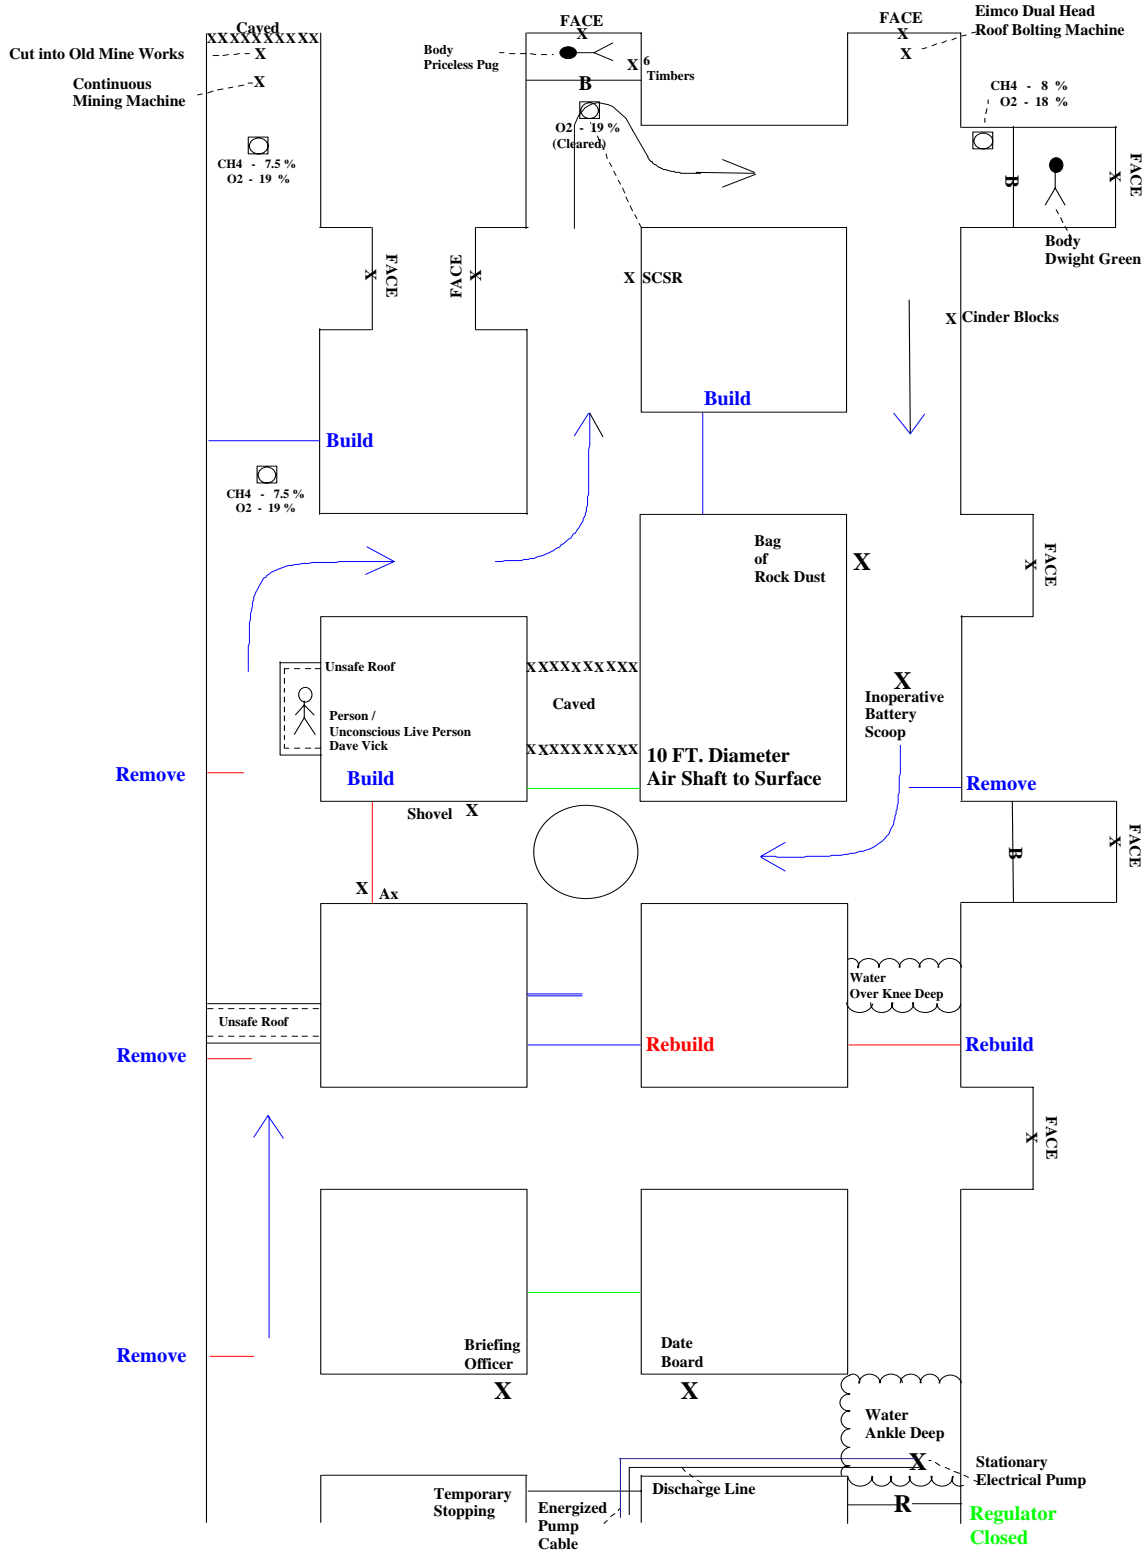 Eimco Dual Head
Roof Bolting Machine
FACE
FACE
Caved
XXXXXXXXXX
X
X
Cut into Old Mine Works
X
Body
Priceless Pug
X
6
Timbers
X
Continuous
Mining Machine
X
B
CH4 - 8 %
O2 - 18 %
O2 - 19 %
(Cleared)
CH4 - 7.5 %
O2 - 19 %
B
X
FACE
Body
Dwight Green
X
FACE
FACE
X
X
SCSR
X
Cinder Blocks
Build
Build
CH4 - 7.5 %
O2 - 19 %
Bag
of
Rock Dust
X
X
FACE
Unsafe Roof
XXXXXXXXXX
Person /
Unconscious Live Person
Dave Vick
Caved
X
Inoperative
Battery
Scoop
XXXXXXXXXX
10 FT. Diameter
Air Shaft to Surface
Remove
Build
Remove
Shovel
X
B
X
FACE
X
Ax
Water
Over Knee Deep
Unsafe Roof
Remove
Rebuild
Rebuild
X
FACE
Remove
Briefing
Officer
X
Date
Board
X
Water
Ankle Deep
X
Stationary
Electrical Pump
Temporary
Stopping
Discharge Line
Energized
Pump
Cable
R
Regulator
Closed